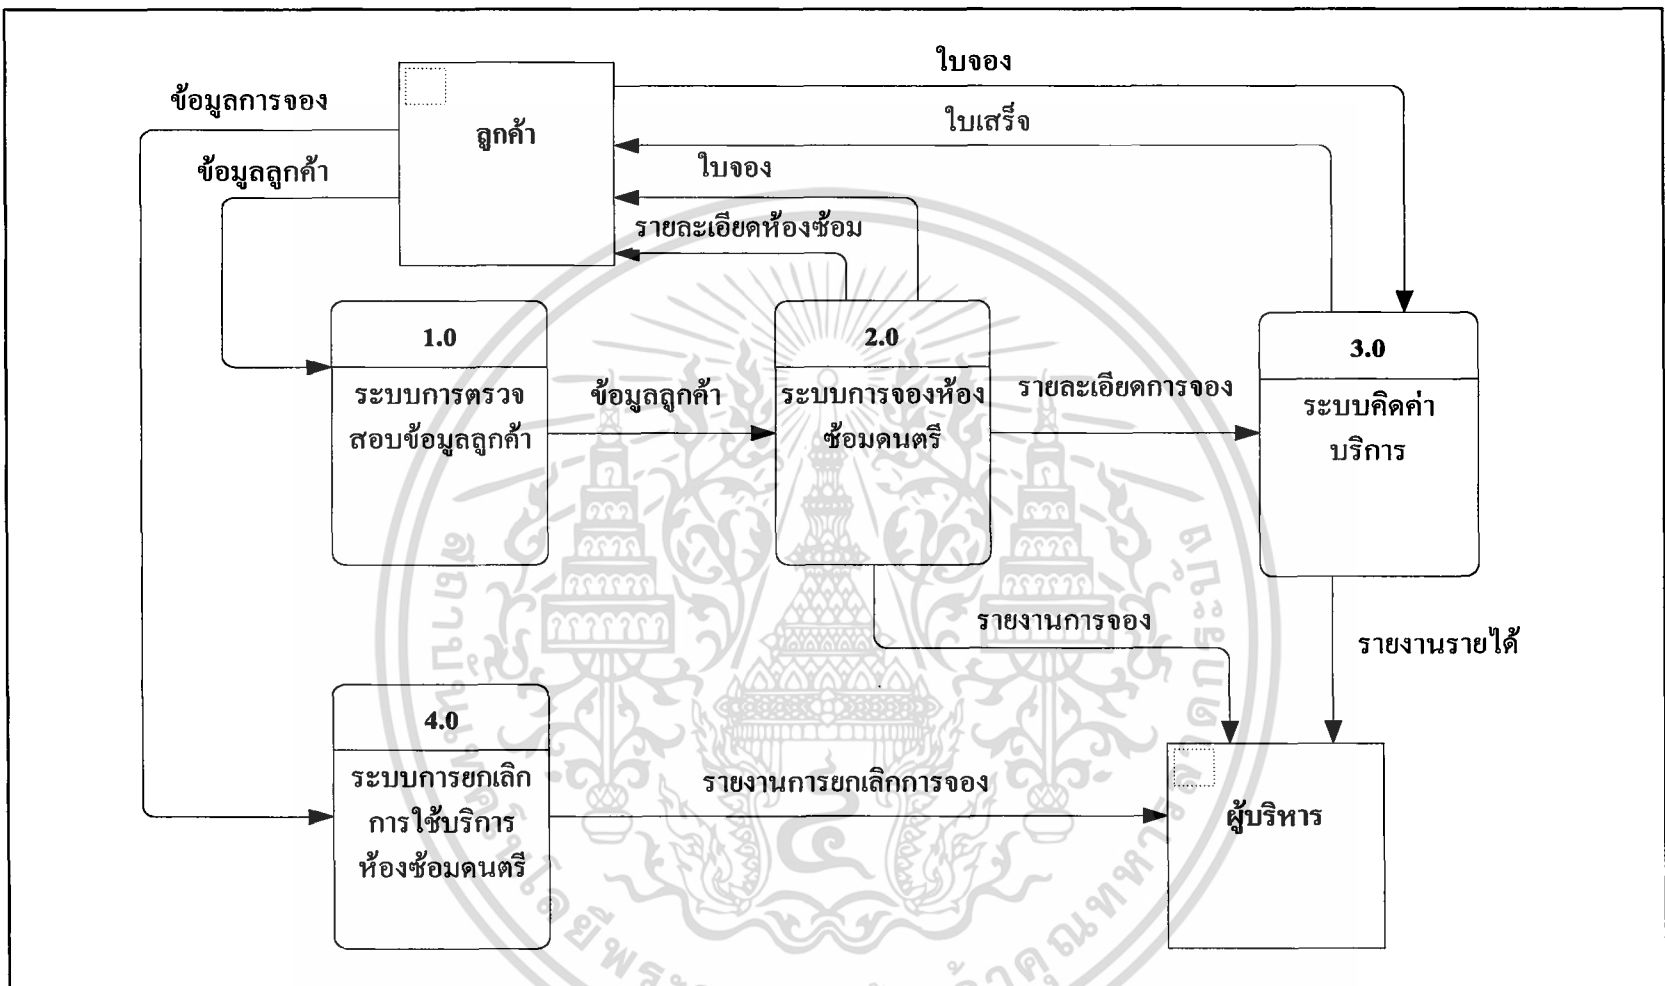 ใบจอง
ข้อมูลการจอง
ลูกค้า
ใบเสร็จ
ข้อมูลลูกค้า
ใบจอง
รายละเอียดห้องซ้อม
1.0
ระบบการตรวจ
สอบข้อมูลลูกค้า
ข้อมูลลูกค้า
2.0
ระบบการจองห้อง
ซ้อมดนตรี
รายละเอียดการจอง
3.0
ระบบคิดค่า
บริการ
รายงานการจอง
รายงานรายได้
4.0
ระบบการยกเลิก
การใช้บริการ
ห้องซ้อมดนตรี
รายงานการยกเลิกการจอง
ผู้บริหาร